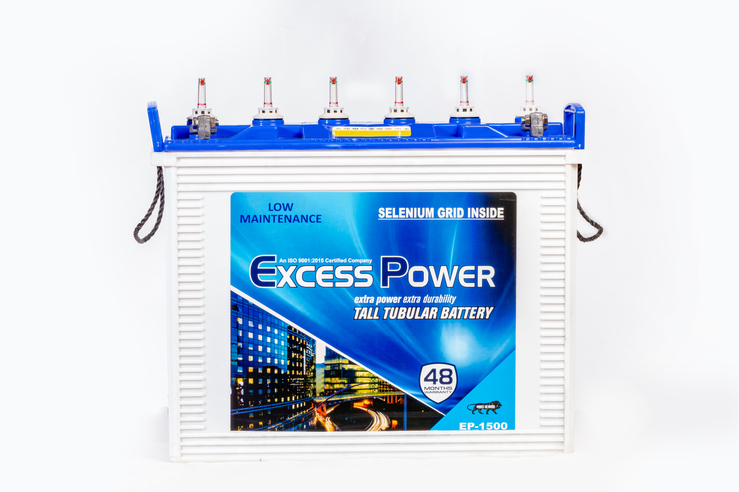 LOW
MAINTENANCE
SELENIUM GRID INSIDE
An ISO 9001:2015 Certified Company
EXCESS POWER
extra power extra durability
TALL TUBULAR BATTERY
48
MONTHS
WARRANTY
EP-1500